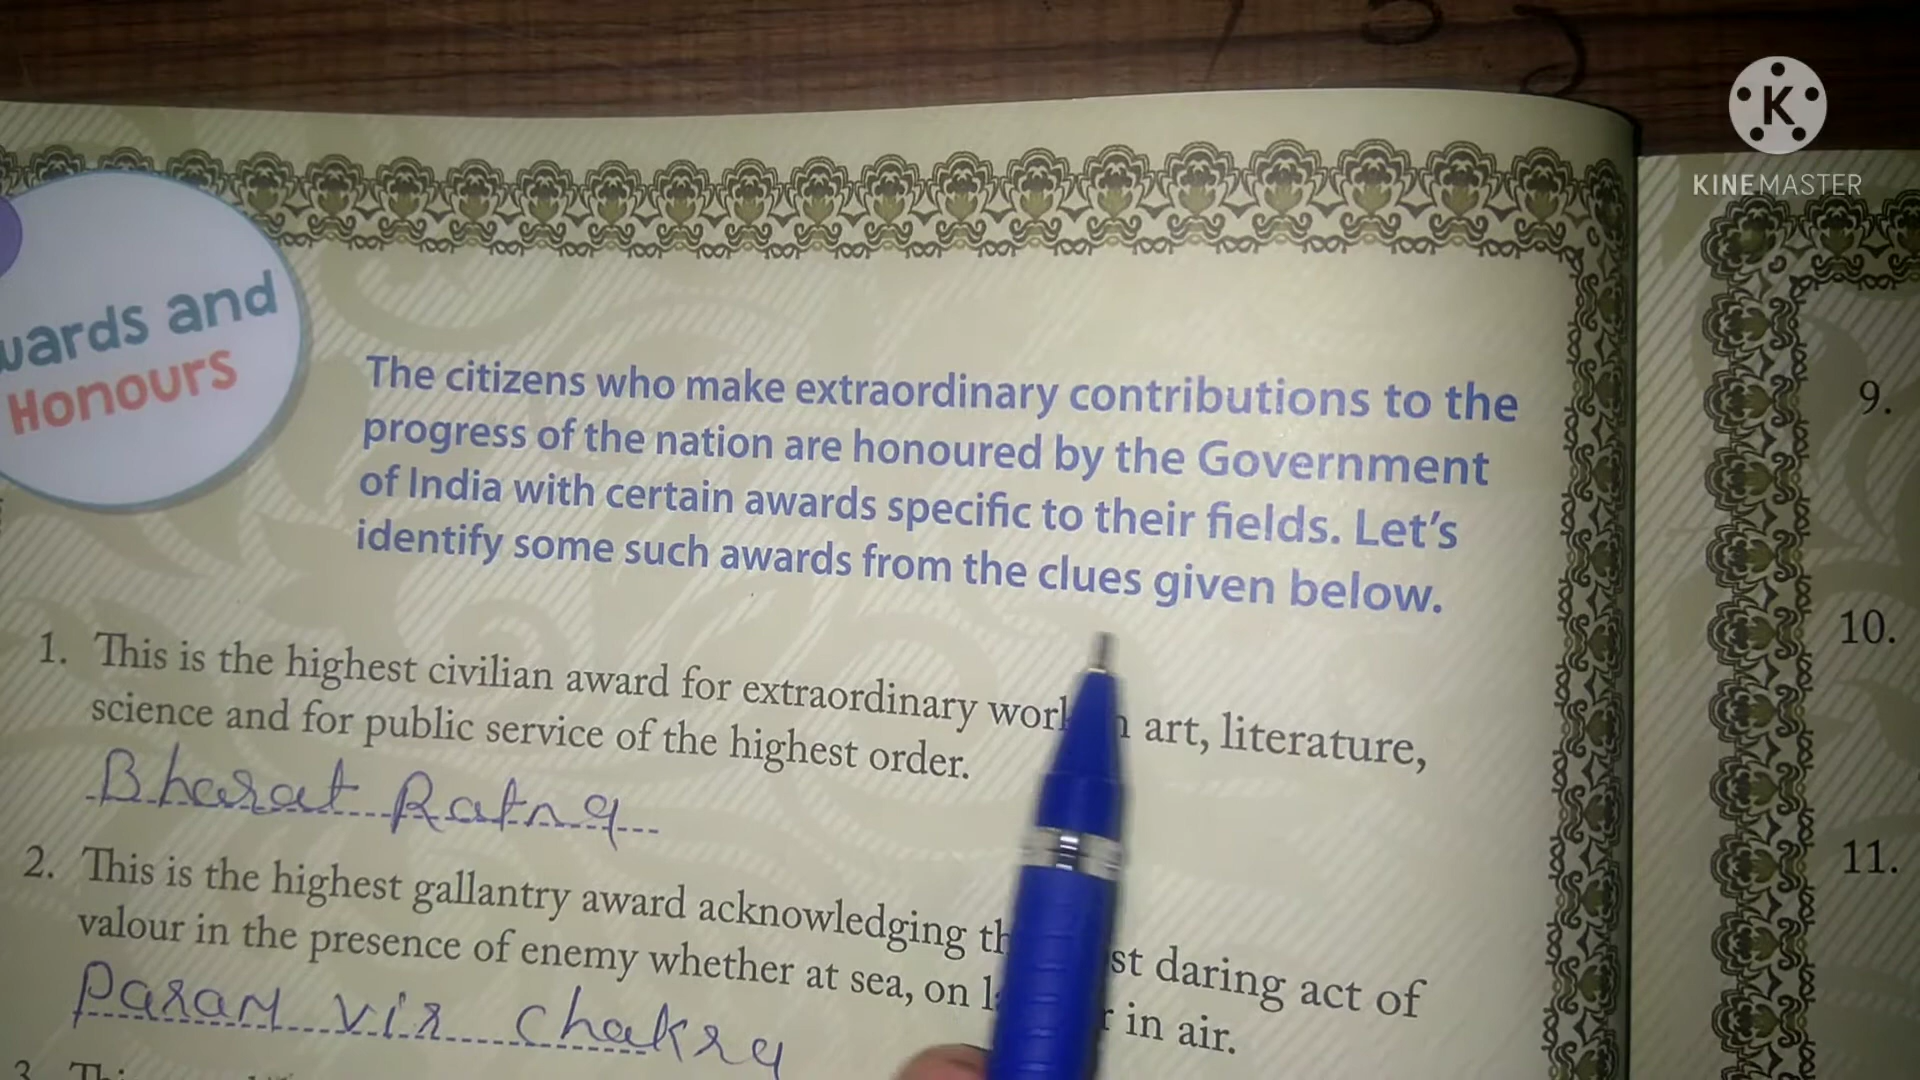 KINEMASTER
wards and
Honours
The citizens who make extraordinary contributions to the
progress of the nation are honoured by the Government
of India with certain awards specific to their fields. Let's
identify some such awards from the clues given below.
1. This is the highest civilian award for extraordinary work art, literature,
science and for public service of the highest order.
Bharat Ratna
2. This is the highest gallantry award acknowledging daring act of
valour in the presence of enemy whether at sea, on in air.
Param vir chakra
3.
9.
10.
11.